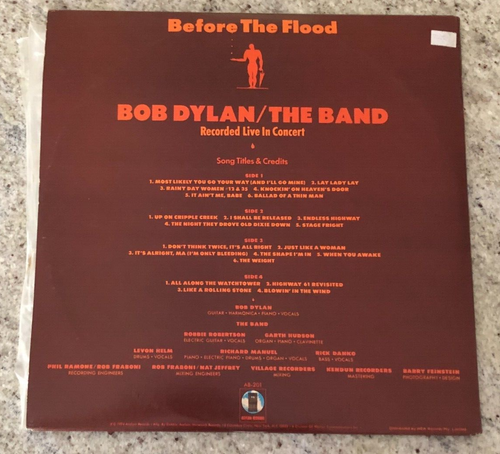 Before The Flood
BOB DYLAN/THE BAND
Recorded Live In Concert
&
Song Titles & Credits
SIDE 1
1. MOST LIKELY YOU GO YOUR WAY (AND I'LL GO MINE) 2. LAY LADY LAY
3. RAINY DAY WOMEN #12 & 35 4. KNOCKIN' ON HEAVEN'S DOOR
5. IT AIN'T ME, BABE 6. BALLAD OF A THIN MAN
SIDE 2
1. UP ON CRIPPLE CREEK 2. I SHALL BE RELEASED 3. ENDLESS HIGHWAY
4. THE NIGHT THEY DROVE OLD DIXIE DOWN 5. STAGE FRIGHT
SIDE 3
1. DON'T THINK TWICE, IT'S ALL RIGHT 2. JUST LIKE A WOMAN
3. IT'S ALRIGHT, MA (I'M ONLY BLEEDING) 4. THE SHAPE I'M IN 5. WHEN YOU AWAKE
6. THE WEIGHT
SIDE 4
1. ALL ALONG THE WATCHTOWER 2. HIGHWAY 61 REVISITED
3. LIKE A ROLLING STONE 4. BLOWIN' IN THE WIND
BOB DYLAN
GUITAR • HARMONICA • PIANO • VOCALS
THE BAND
ROBBIE ROBERTSON GARTH HUDSON
ELECTRIC GUITAR • VOCALS ORGAN • PIANO • CLAVINETTE
LEVON HELM RICHARD MANUEL RICK DANKO
DRUMS • VOCALS PIANO • ELECTRIC PIANO • DRUMS • ORGAN • VOCALS BASS • VOCALS
PHIL RAMONE/ROB FRABONI ROB FRABONI/NAT JEFFREY VILLAGE RECORDERS KENDUN RECORDERS BARRY FEINSTEIN
RECORDING ENGINEERS MIXING ENGINEERS MIXING MASTERING PHOTOGRAPHY • DESIGN
AB-201
ASYLUM RECORDS